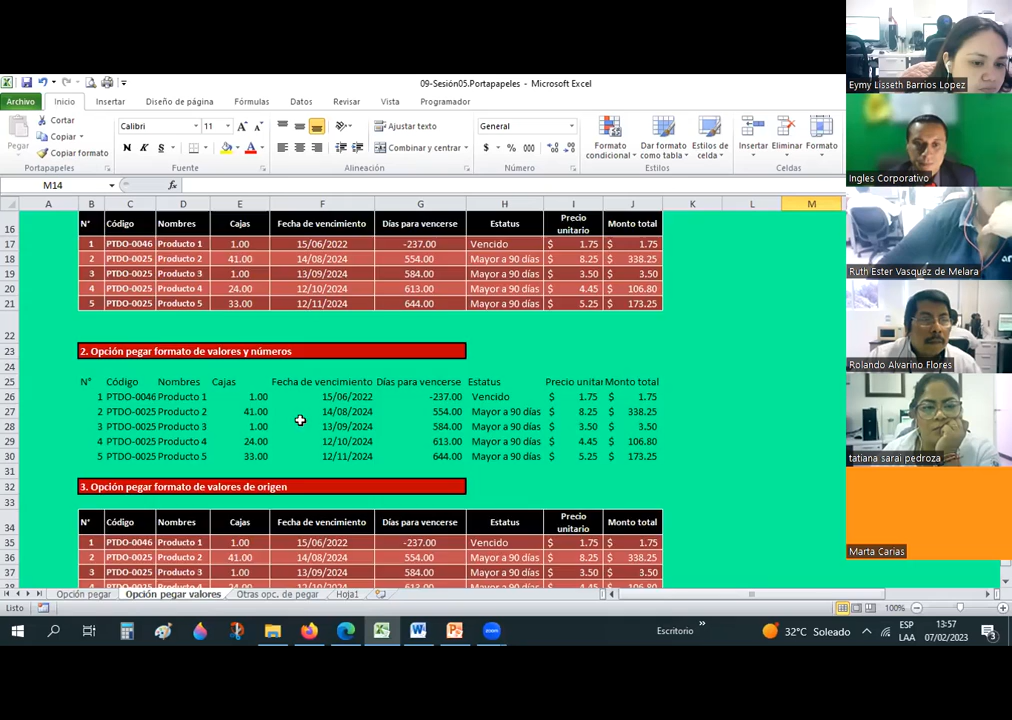 09-Sesión05.Portapapeles - Microsoft Excel
Archivo Inicio Insertar Diseño de página Fórmulas Datos Revisar Vista Programador
Pegar
Cortar
Copiar
Copiar formato
Portapapeles
Calibri 11
N K S
Fuente
Ajustar texto
Combinar y centrar
Alineación
General
$ % 000
Número
Formato condicional
Dar formato como tabla
Estilos de celda
Estilos
Insertar Eliminar Formato
Celdas
M14 fx
A B C D E F G H I J K L M
16 N° Código Nombres Cajas Fecha de vencimiento Días para vencerse Estatus Precio unitario Monto total
17 1 PTDO-0046 Producto 1 1.00 15/06/2022 -237.00 Vencido $ 1.75 $ 1.75
18 2 PTDO-0025 Producto 2 41.00 14/08/2024 554.00 Mayor a 90 días $ 8.25 $ 338.25
19 3 PTDO-0025 Producto 3 1.00 13/09/2024 584.00 Mayor a 90 días $ 3.50 $ 3.50
20 4 PTDO-0025 Producto 4 24.00 12/10/2024 613.00 Mayor a 90 días $ 4.45 $ 106.80
21 5 PTDO-0025 Producto 5 33.00 12/11/2024 644.00 Mayor a 90 días $ 5.25 $ 173.25
22
23 2. Opción pegar formato de valores y números
24
25 N° Código Nombres Cajas Fecha de vencimiento Días para vencerse Estatus Precio unitar Monto total
26 1 PTDO-0046 Producto 1 1.00 15/06/2022 -237.00 Vencido $ 1.75 $ 1.75
27 2 PTDO-0025 Producto 2 41.00 14/08/2024 554.00 Mayor a 90 días $ 8.25 $ 338.25
28 3 PTDO-0025 Producto 3 1.00 13/09/2024 584.00 Mayor a 90 días $ 3.50 $ 3.50
29 4 PTDO-0025 Producto 4 24.00 12/10/2024 613.00 Mayor a 90 días $ 4.45 $ 106.80
30 5 PTDO-0025 Producto 5 33.00 12/11/2024 644.00 Mayor a 90 días $ 5.25 $ 173.25
31
32 3. Opción pegar formato de valores de origen
33
34 N° Código Nombres Cajas Fecha de vencimiento Días para vencerse Estatus Precio unitario Monto total
35 1 PTDO-0046 Producto 1 1.00 15/06/2022 -237.00 Vencido $ 1.75 $ 1.75
36 2 PTDO-0025 Producto 2 41.00 14/08/2024 554.00 Mayor a 90 días $ 8.25 $ 338.25
37 3 PTDO-0025 Producto 3 1.00 13/09/2024 584.00 Mayor a 90 días $ 3.50 $ 3.50
Opción pegar Opción pegar valores Otras opc. de pegar Hoja1
Listo 100%
Escritorio 32°C Soleado ESP LAA 13:57 07/02/2023 3
Eymy Lisseth Barrios Lopez
Ingles Corporativo
Ruth Ester Vasquez de Melara
Rolando Alvarino Flores
tatiana sarai pedroza
Marta Carias